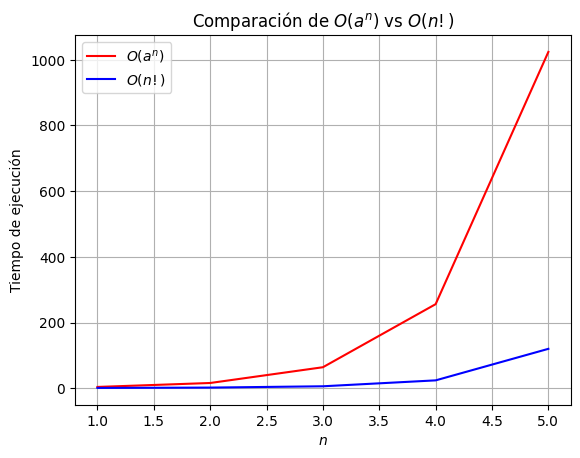 Comparación de O(aⁿ) vs O(n!)
O(aⁿ)
O(n!)
Tiempo de ejecución
1000
800
600
400
200
0
1.0 1.5 2.0 2.5 3.0 3.5 4.0 4.5 5.0
n